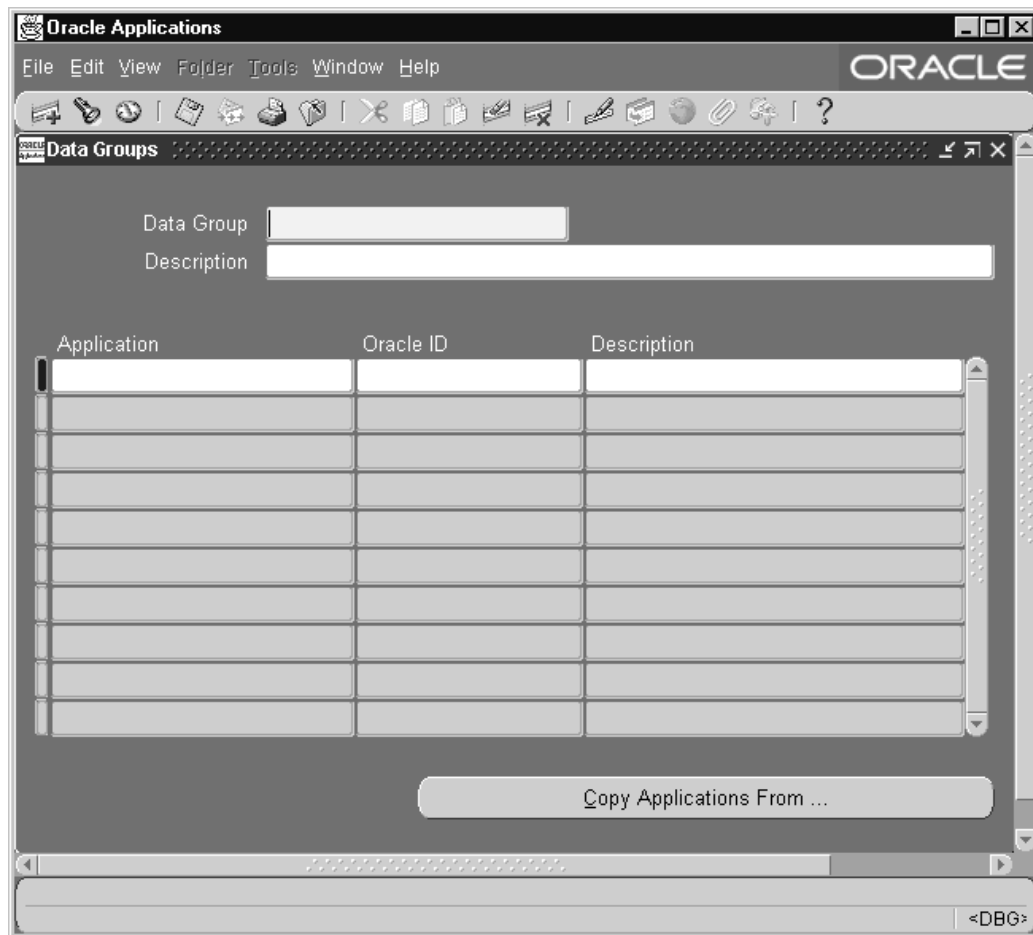 Oracle Applications
File Edit View Folder Tools Window Help
ORACLE
Data Groups
Data Group
Description
Application Oracle ID Description
Copy Applications From ...
<DBG>